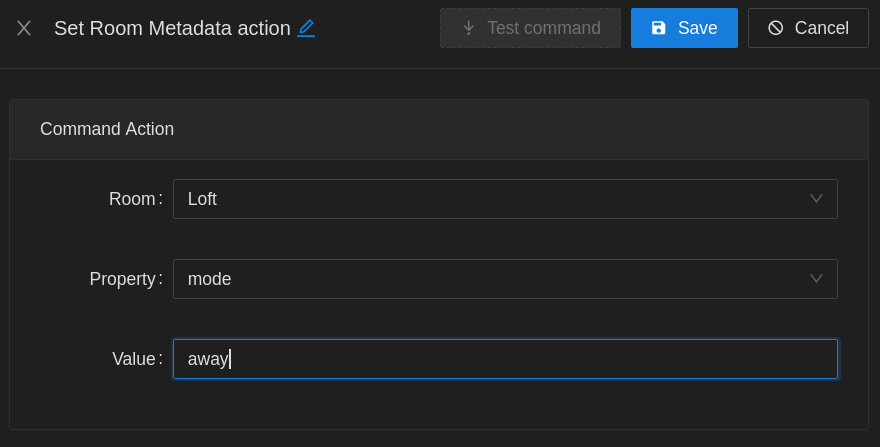 Set Room Metadata action
Test command
Save
Cancel
Command Action
Room:
Loft
Property:
mode
Value:
away